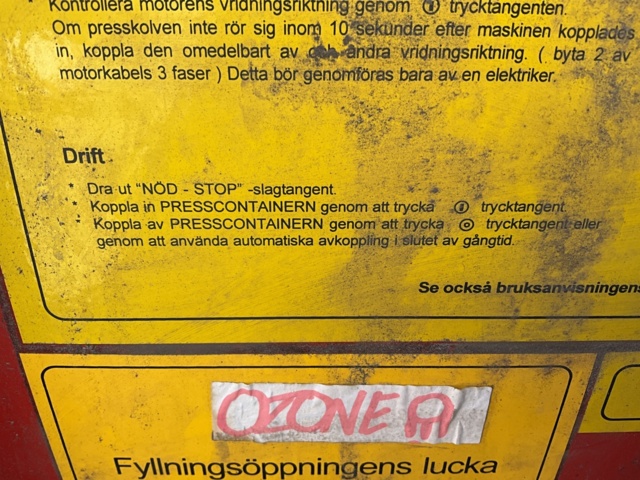 * Kontrollera motorens vridningsriktning genom trycktangenten.
Om presskolven inte rör sig inom 10 sekunder efter maskinen kopplades
in, koppla den omedelbart av och ändra vridningsriktning. ( byta 2 av
motorkabels 3 faser ) Detta bör genomföras bara av en elektriker.
Drift
* Dra ut “NÖD - STOP” -slagtangent.
* Koppla in PRESSCONTAINERN genom att trycka trycktangent
* Koppla av PRESSCONTAINERN genom att trycka trycktangent eller
genom att använda automatiska avkoppling i slutet av gångtid.
Se också bruksanvisningens
OZONE
Fyllningsöppningens lucka